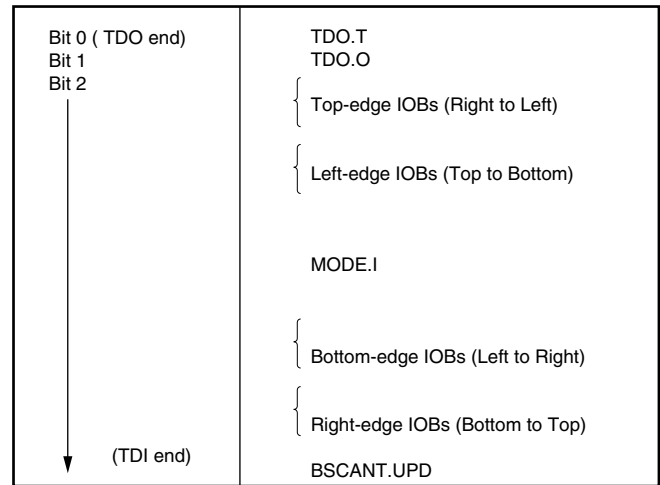 Bit 0 ( TDO end)
Bit 1
Bit 2
(TDI end)
TDO.T
TDO.O
Top-edge IOBs (Right to Left)
Left-edge IOBs (Top to Bottom)
MODE.I
Bottom-edge IOBs (Left to Right)
Right-edge IOBs (Bottom to Top)
BSCANT.UPD